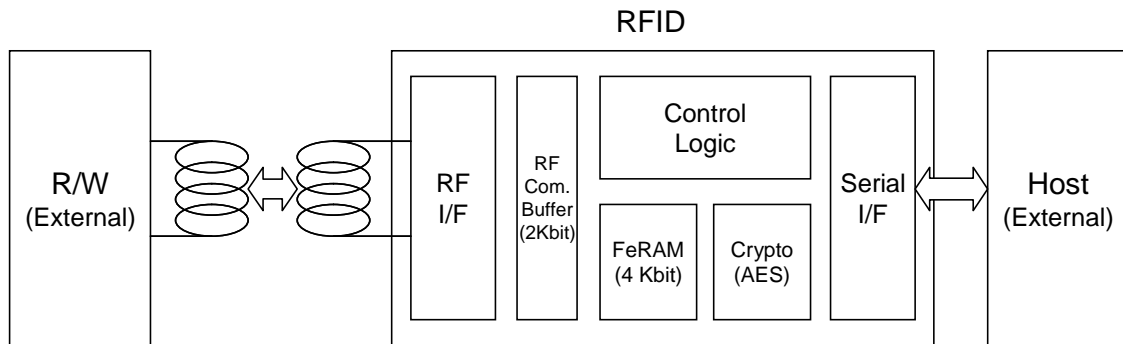 RFID
R/W
(External)
RF
I/F
RF
Com.
Buffer
(2Kbit)
Control
Logic
FeRAM
(4 Kbit)
Crypto
(AES)
Serial
I/F
Host
(External)